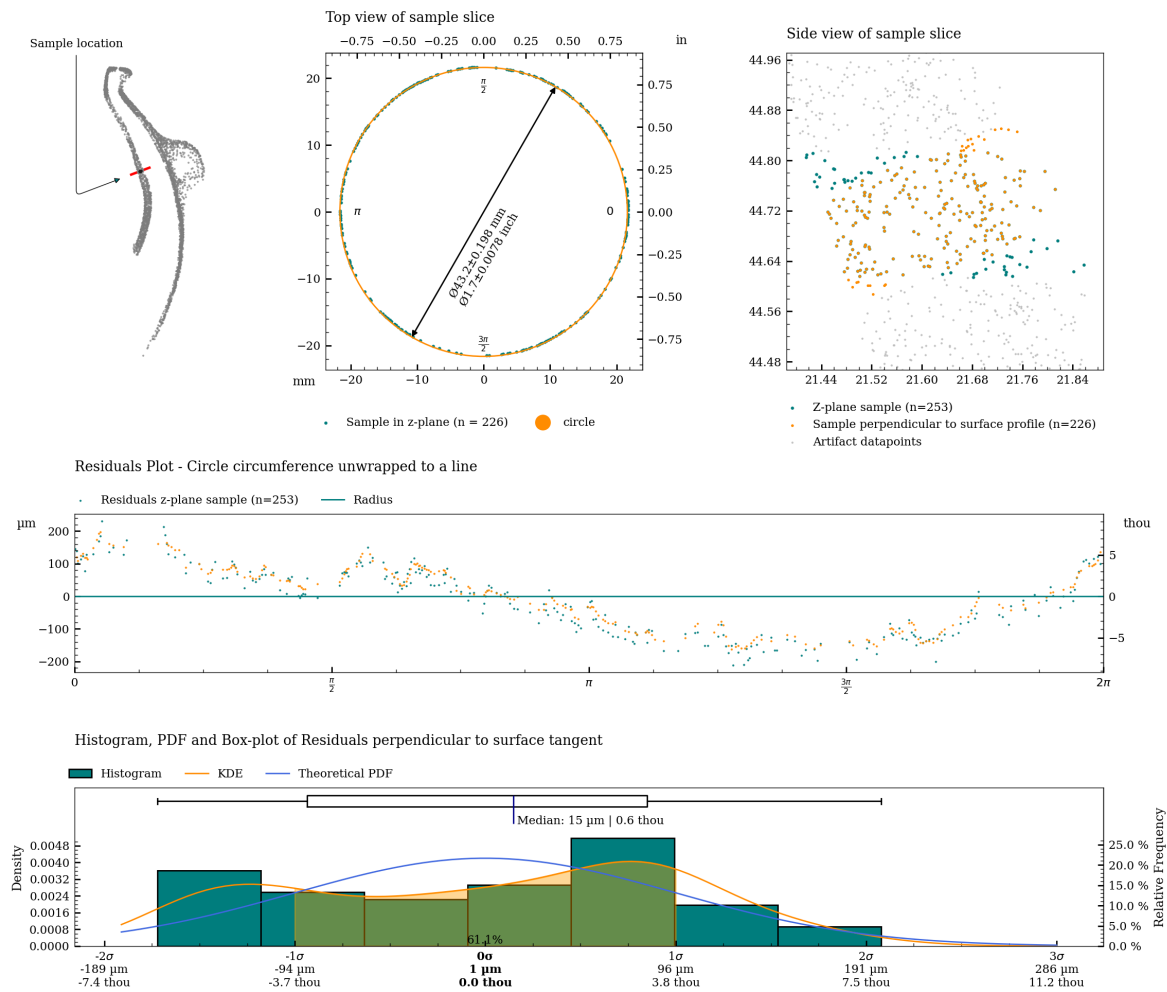 Top view of sample slice
Side view of sample slice
Sample location
−0.75 −0.50 −0.25 0.00 0.25 0.50 0.75 in
20
10
0
−10
−20
0.75
0.50
0.25
0.00
−0.25
−0.50
−0.75
π/2
π
0
3π/2
Ø43.2±0.198 mm
Ø1.7±0.0078 inch
mm −20 −10 0 10 20
Sample in z-plane (n = 226) circle
44.96
44.88
44.80
44.72
44.64
44.56
44.48
21.44 21.52 21.60 21.68 21.76 21.84
Z-plane sample (n=253)
Sample perpendicular to surface profile (n=226)
Artifact datapoints
Residuals Plot - Circle circumference unwrapped to a line
Residuals z-plane sample (n=253) Radius
µm
thou
200
100
0
−100
−200
5
0
−5
0 π/2 π 3π/2 2π
Histogram, PDF and Box-plot of Residuals perpendicular to surface tangent
Histogram KDE Theoretical PDF
Median: 15 µm | 0.6 thou
Density
0.0048
0.0040
0.0032
0.0024
0.0016
0.0008
0.0000
Relative Frequency
25.0 %
20.0 %
15.0 %
10.0 %
5.0 %
0.0 %
61.1%
-2σ -1σ 0σ 1σ 2σ 3σ
-189 µm -94 µm 1 µm 96 µm 191 µm 286 µm
-7.4 thou -3.7 thou 0.0 thou 3.8 thou 7.5 thou 11.2 thou